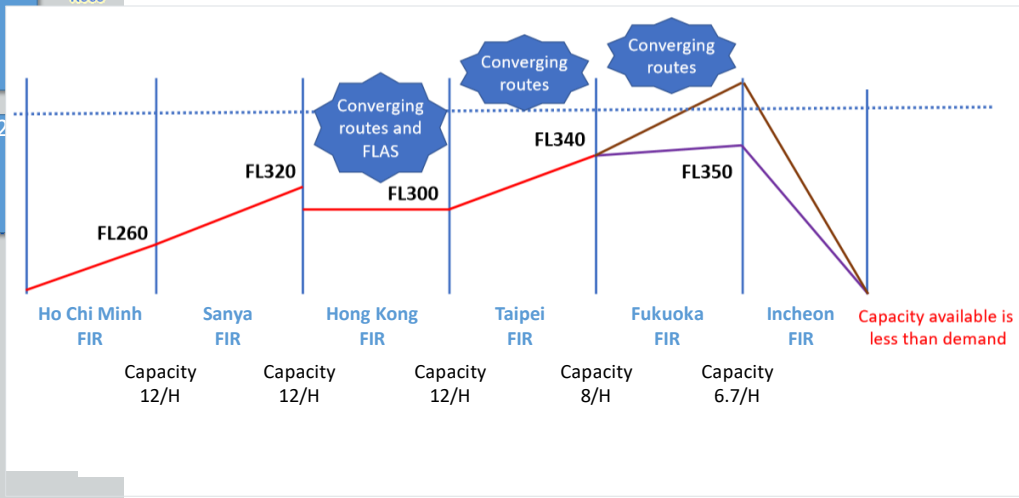 Converging
routes
Converging
routes
Converging
routes and
FLAS
FL340
FL320
FL350
FL300
FL260
Ho Chi Minh
FIR
Sanya
FIR
Hong Kong
FIR
Taipei
FIR
Fukuoka
FIR
Incheon
FIR
Capacity available is
less than demand
Capacity
12/H
Capacity
12/H
Capacity
12/H
Capacity
8/H
Capacity
6.7/H
2